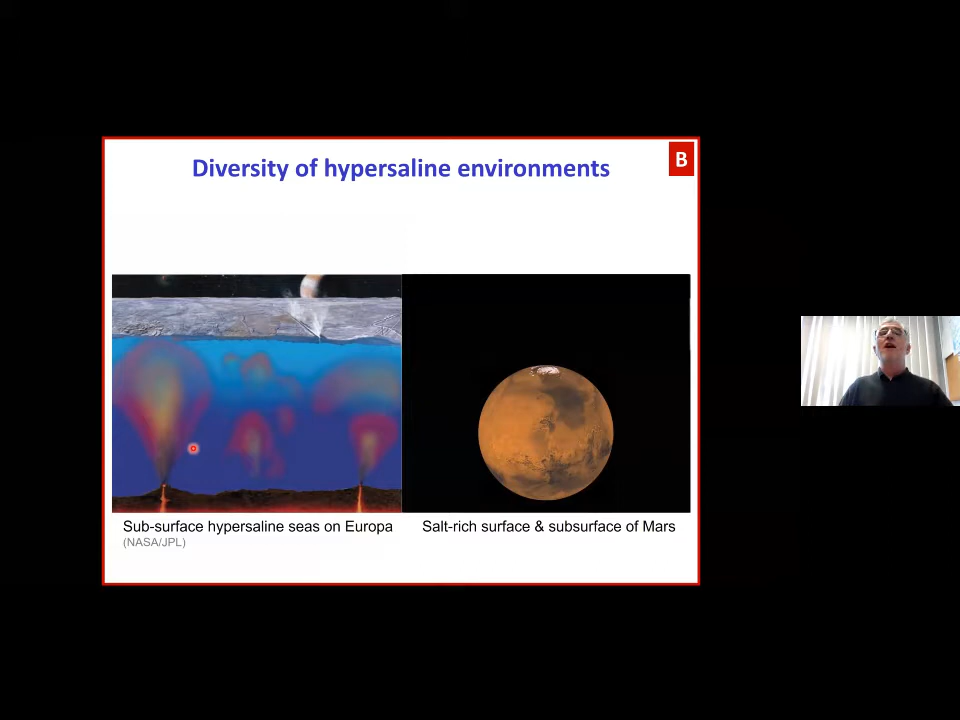 Diversity of hypersaline environments
B
Sub-surface hypersaline seas on Europa
(NASA/JPL)
Salt-rich surface & subsurface of Mars